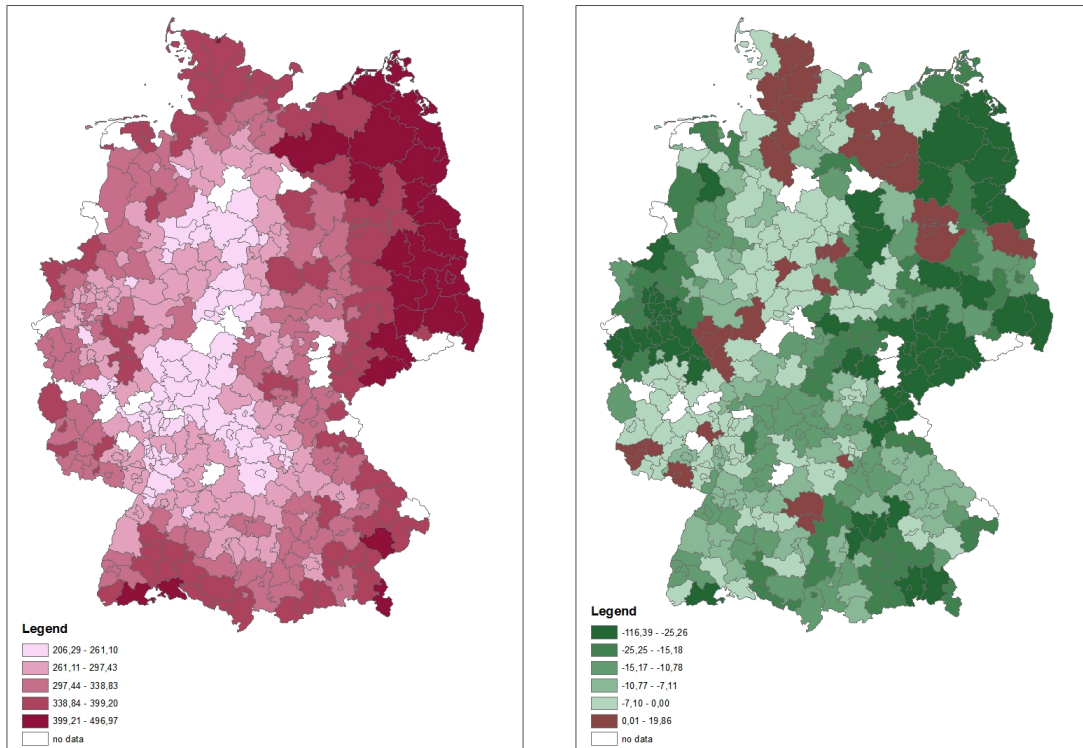 Legend
206,29 - 261,10
261,11 - 297,43
297,44 - 338,83
338,84 - 399,20
399,21 - 496,97
no data
Legend
-116,39 - -25,26
-25,25 - -15,18
-15,17 - -10,78
-10,77 - -7,11
-7,10 - 0,00
0,01 - 19,86
no data